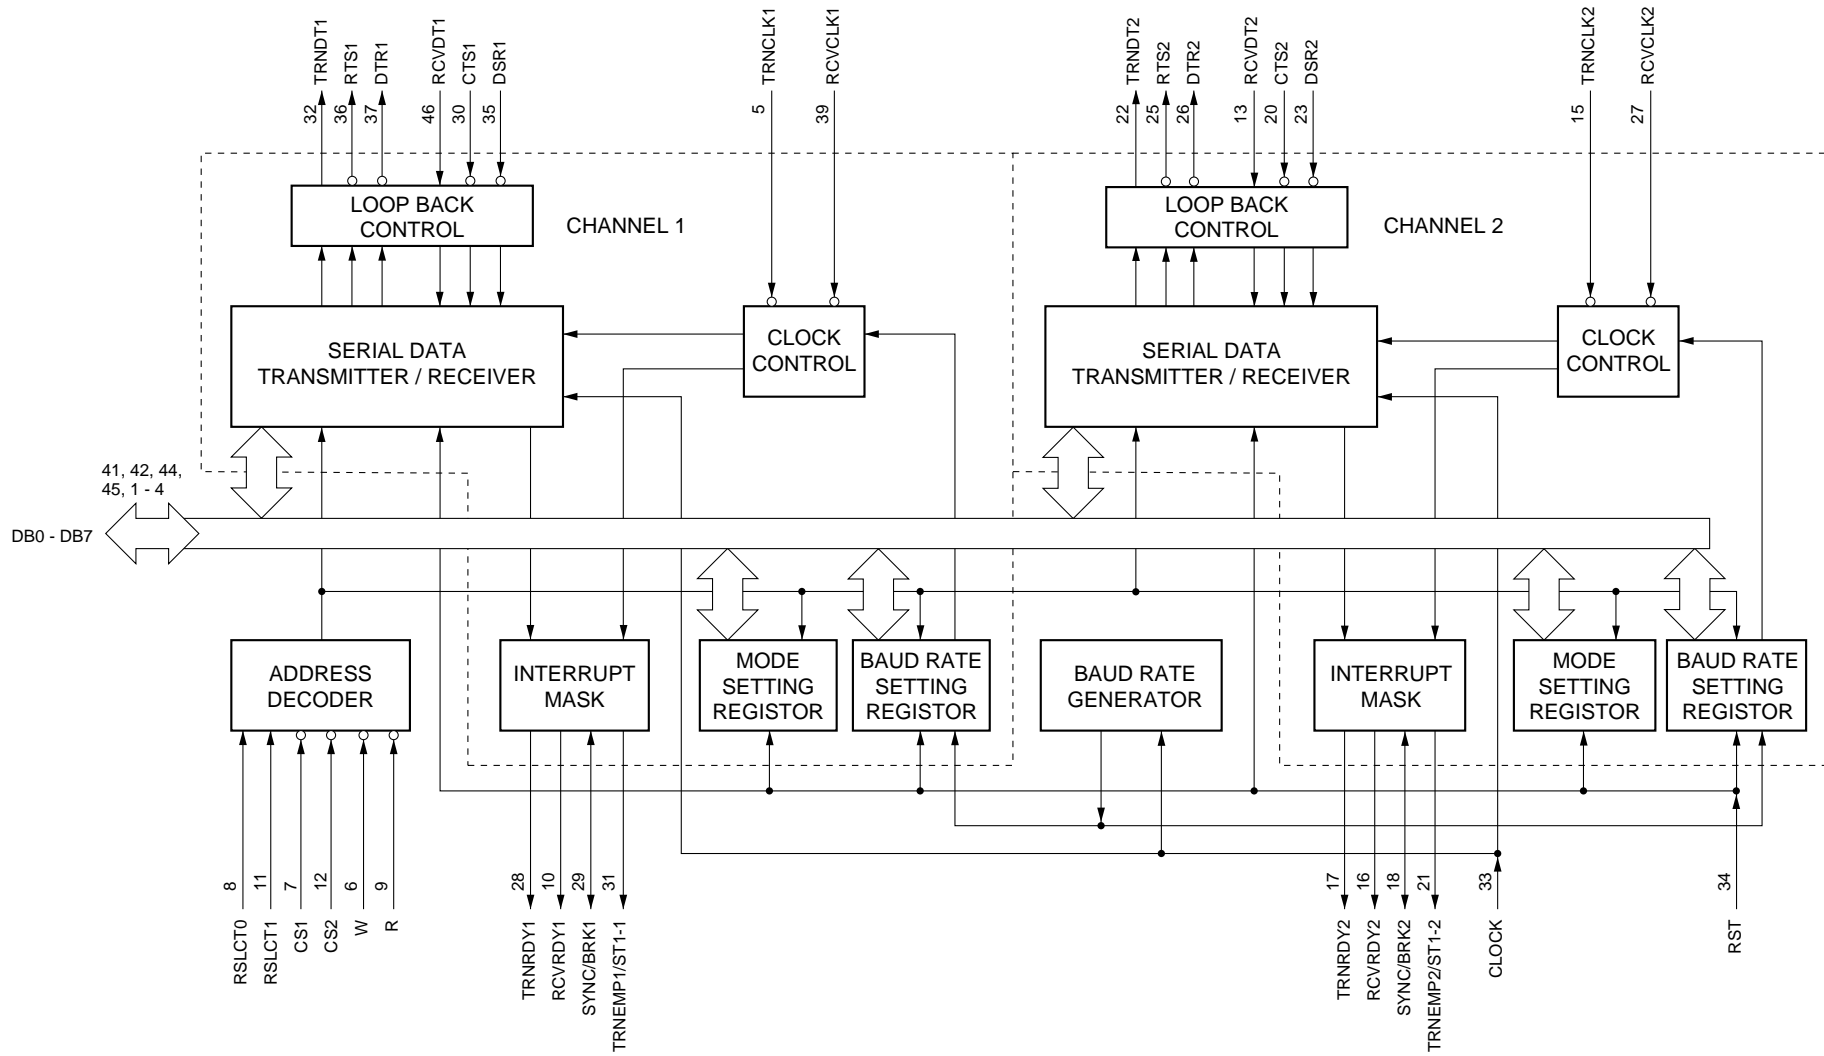 TRNDT1
RTS1
DTR1
RCVDT1
CTS1
DSR1
TRNCLK1
RCVCLK1
TRNDT2
RTS2
DTR2
RCVDT2
CTS2
DSR2
TRNCLK2
RCVCLK2
32
36
37
46
30
35
5
39
22
25
26
13
20
23
15
27
LOOP BACK
CONTROL
CHANNEL 1
LOOP BACK
CONTROL
CHANNEL 2
SERIAL DATA
TRANSMITTER / RECEIVER
CLOCK
CONTROL
SERIAL DATA
TRANSMITTER / RECEIVER
CLOCK
CONTROL
41, 42, 44,
45, 1 - 4
DB0 - DB7
ADDRESS
DECODER
INTERRUPT
MASK
MODE
SETTING
REGISTOR
BAUD RATE
SETTING
REGISTOR
BAUD RATE
GENERATOR
INTERRUPT
MASK
MODE
SETTING
REGISTOR
BAUD RATE
SETTING
REGISTOR
8
11
7
12
6
9
28
10
29
31
17
16
18
21
33
34
RSLCT0
RSLCT1
CS1
CS2
W
R
TRNRDY1
RCVRDY1
SYNC/BRK1
TRNEMP1/ST1-1
TRNRDY2
RCVRDY2
SYNC/BRK2
TRNEMP2/ST1-2
CLOCK
RST